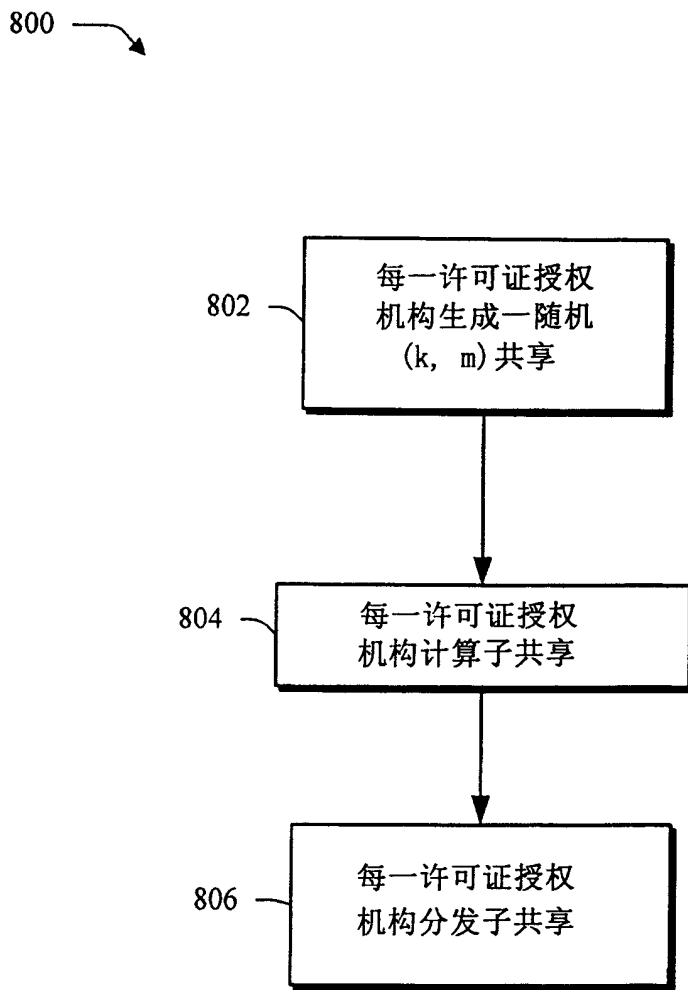 800
802
每一许可证授权
机构生成一随机
(k, m)共享
804
每一许可证授权
机构计算子共享
806
每一许可证授权
机构分发子共享